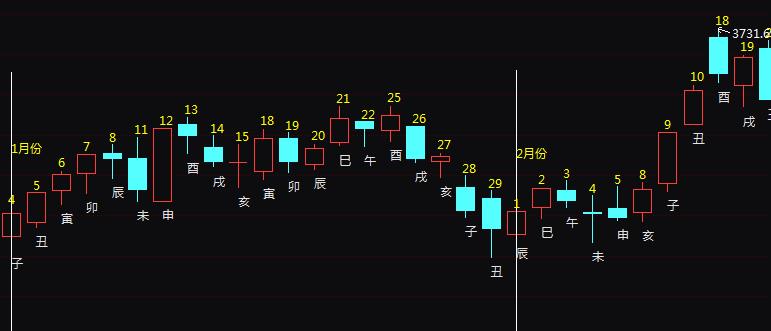 18
3731.6
19
2
酉
戌
10
丑
9
子
1月份
4
子
5
丑
6
寅
7
卯
8
辰
11
未
12
申
13
酉
14
戌
15
亥
18
寅
19
卯
20
辰
21
巳
22
午
25
酉
26
戌
27
亥
28
子
29
丑
2月份
1
辰
2
巳
3
午
4
未
5
申
8
亥